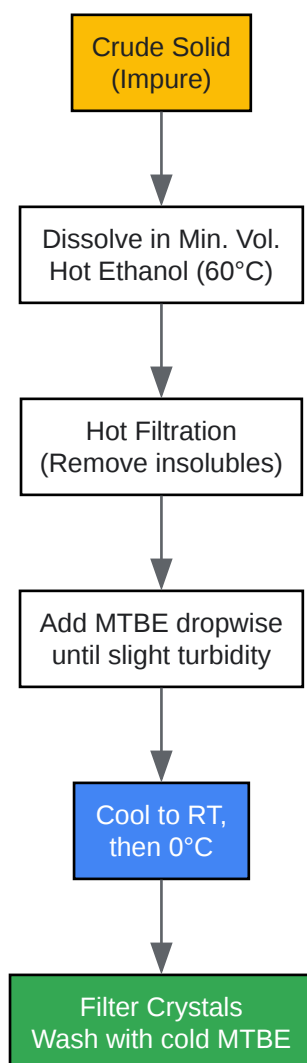 Crude Solid
(Impure)
Dissolve in Min. Vol.
Hot Ethanol (60°C)
Hot Filtration
(Remove insolubles)
Add MTBE dropwise
until slight turbidity
Cool to RT,
then 0°C
Filter Crystals
Wash with cold MTBE